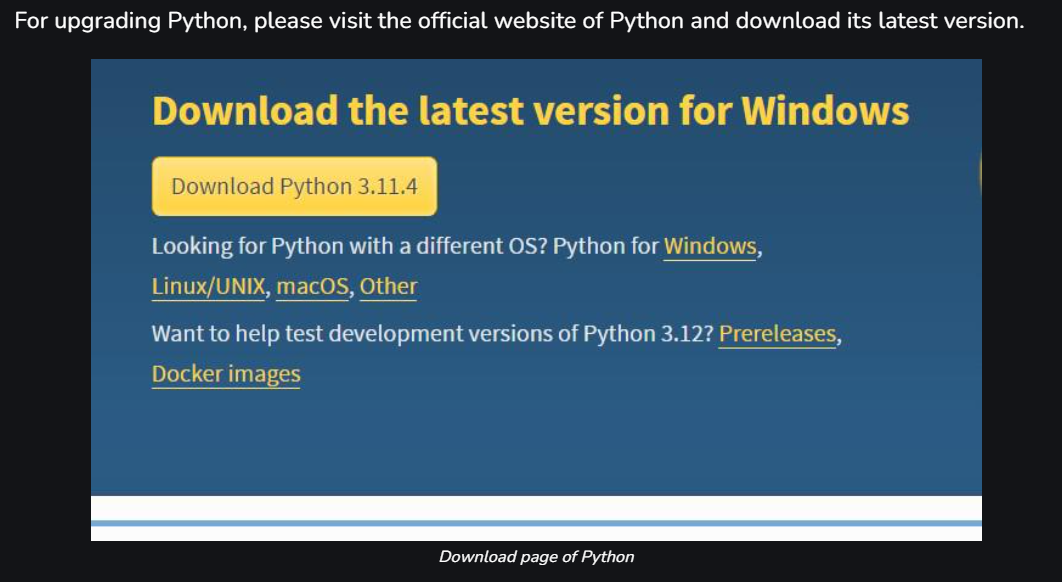 For upgrading Python, please visit the official website of Python and download its latest version.
Download the latest version for Windows
Download Python 3.11.4
Looking for Python with a different OS? Python for Windows,
Linux/UNIX, macOS, Other
Want to help test development versions of Python 3.12? Prereleases,
Docker images
Download page of Python